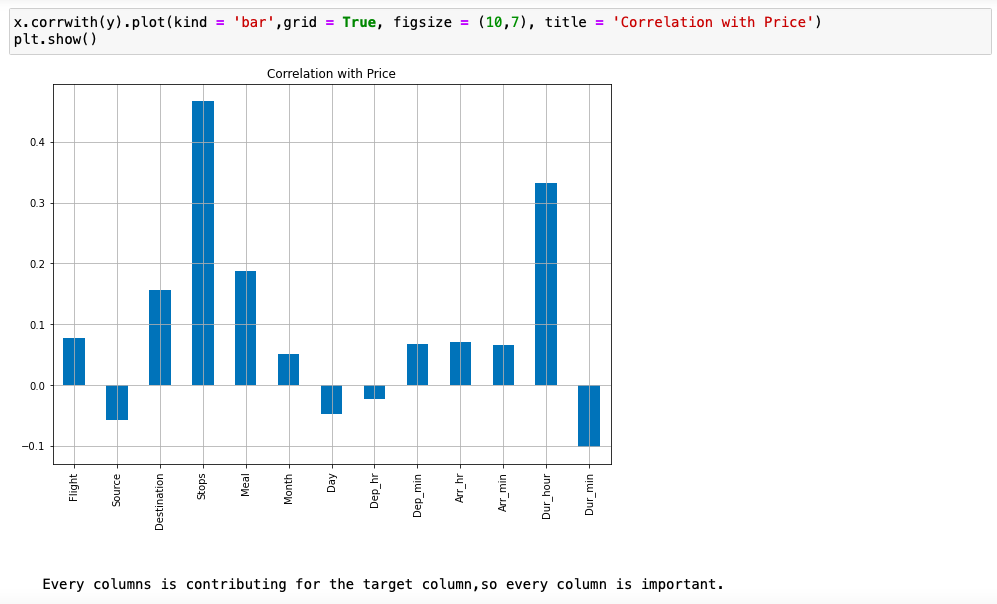 x.corrwith(y).plot(kind = 'bar',grid = True, figsize = (10,7), title = 'Correlation with Price')
plt.show()
Correlation with Price
0.4
0.3
0.2
0.1
0.0
−0.1
Flight
Source
Destination
Stops
Meal
Month
Day
Dep_hr
Dep_min
Arr_hr
Arr_min
Dur_hour
Dur_min
Every columns is contributing for the target column,so every column is important.